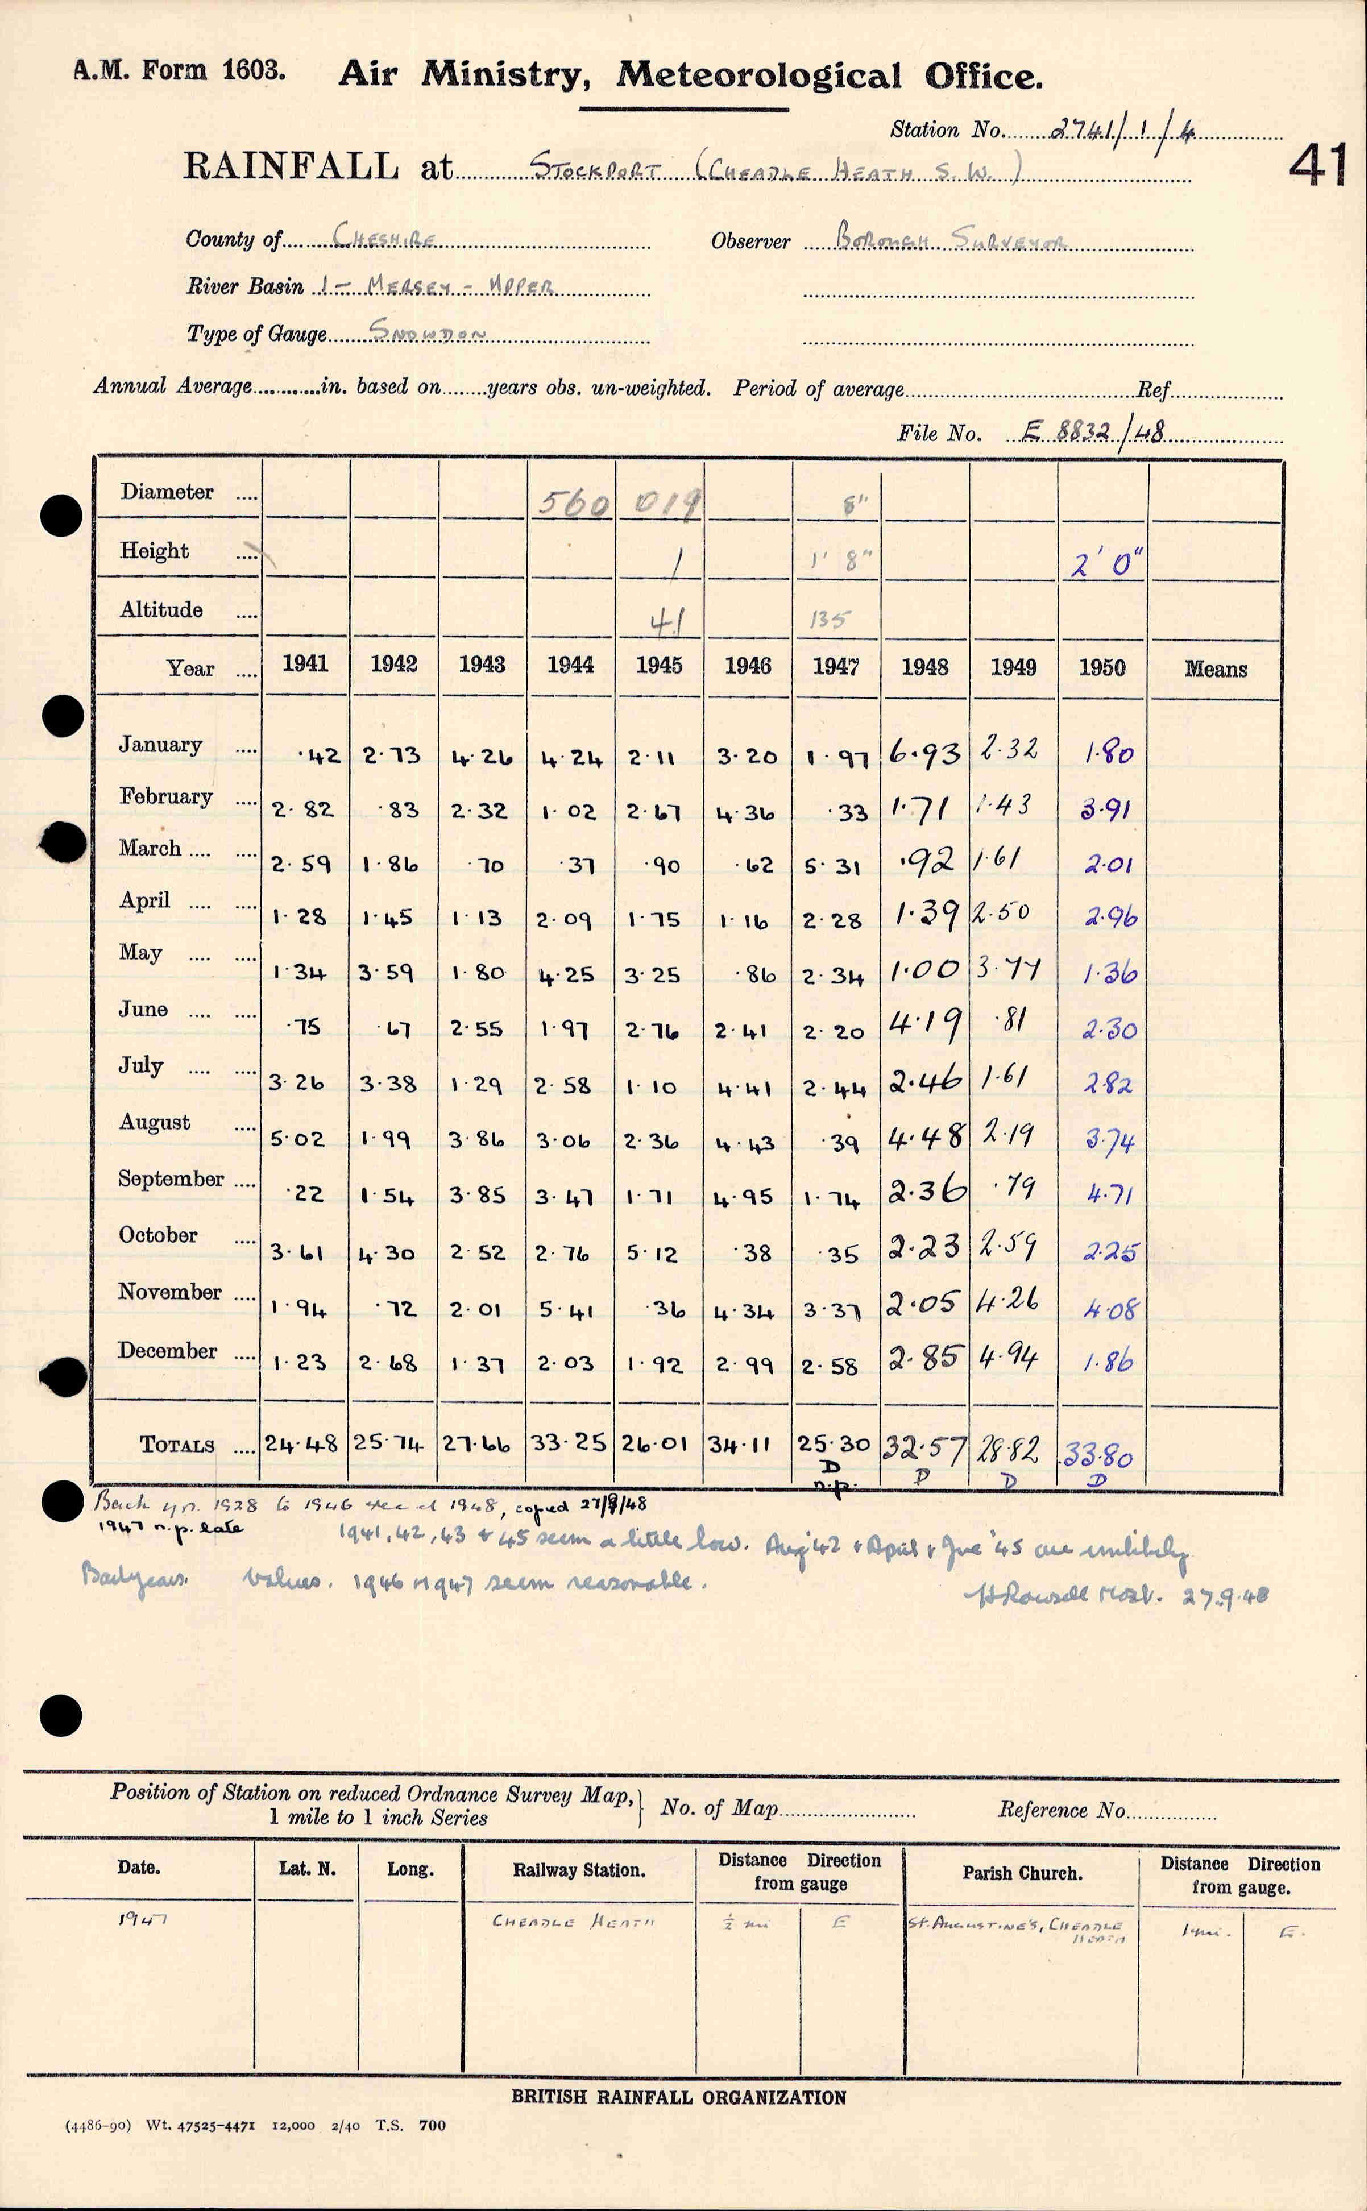 A.M. Form 1603. Air Ministry, Meteorological Office.
Station No. 2741/1/4
41
RAINFALL at STOCKPORT (CHEADLE HEATH S.W.)
County of CHESHIRE Observer BOROUGH SURVEYOR
River Basin 1 - MERSEY - UPPER
Type of Gauge SNOWDON
Annual Average in. based on years obs. un-weighted. Period of average Ref
File No. E 8832/48
Diameter 560 019 8"
Height 1 1' 8" 2' 0"
Altitude 41 135
Year 1941 1942 1943 1944 1945 1946 1947 1948 1949 1950 Means
January ·42 2·73 4·26 4·24 2·11 3·20 1·97 6·93 2·32 1·80
February 2·82 ·83 2·32 1·02 2·67 4·36 ·33 1·71 1·43 3·91
March 2·59 1·86 ·70 ·37 ·90 ·62 5·31 ·92 1·61 2·01
April 1·28 1·45 1·13 2·09 1·75 1·16 2·28 1·39 2·50 2·96
May 1·34 3·59 1·80 4·25 3·25 ·86 2·34 1·00 3·77 1·36
June ·75 ·67 2·55 1·97 2·76 2·41 2·20 4·19 ·81 2·30
July 3·26 3·38 1·29 2·58 1·10 4·41 2·44 2·46 1·61 2·82
August 5·02 1·99 3·86 3·06 2·36 4·43 ·39 4·48 2·19 3·74
September ·22 1·54 3·85 3·47 1·71 4·95 1·74 2·36 ·79 4·71
October 3·61 4·30 2·52 2·76 5·12 ·38 ·35 2·23 2·59 2·25
November 1·94 ·72 2·01 5·41 ·36 4·34 3·37 2·05 4·26 4·08
December 1·23 2·68 1·37 2·03 1·92 2·99 2·58 2·85 4·94 1·86
TOTALS 24·48 25·74 27·66 33·25 26·01 34·11 25·30 32·57 28·82 33·80
D D D D
n.p.
Back yrs. 1928 to 1946 1948, copied 27/9/48
1947 n.p. late 1941, 42, 43 & 45 seem a little low. Aug '42 & April & June '45 are unlikely
Back years. values. 1946 & 1947 seem reasonable. 27.9.48
Position of Station on reduced Ordnance Survey Map,
1 mile to 1 inch Series No. of Map Reference No.
Date. Lat. N. Long. Railway Station. Distance Direction from gauge Parish Church. Distance Direction from gauge.
1947 CHEADLE HEATH ½ mi E St. AUGUSTINE'S, CHEADLE HEATH 1 mi. E.
BRITISH RAINFALL ORGANIZATION
(4486-90) Wt. 47525-4471 12,000 2/40 T.S. 700